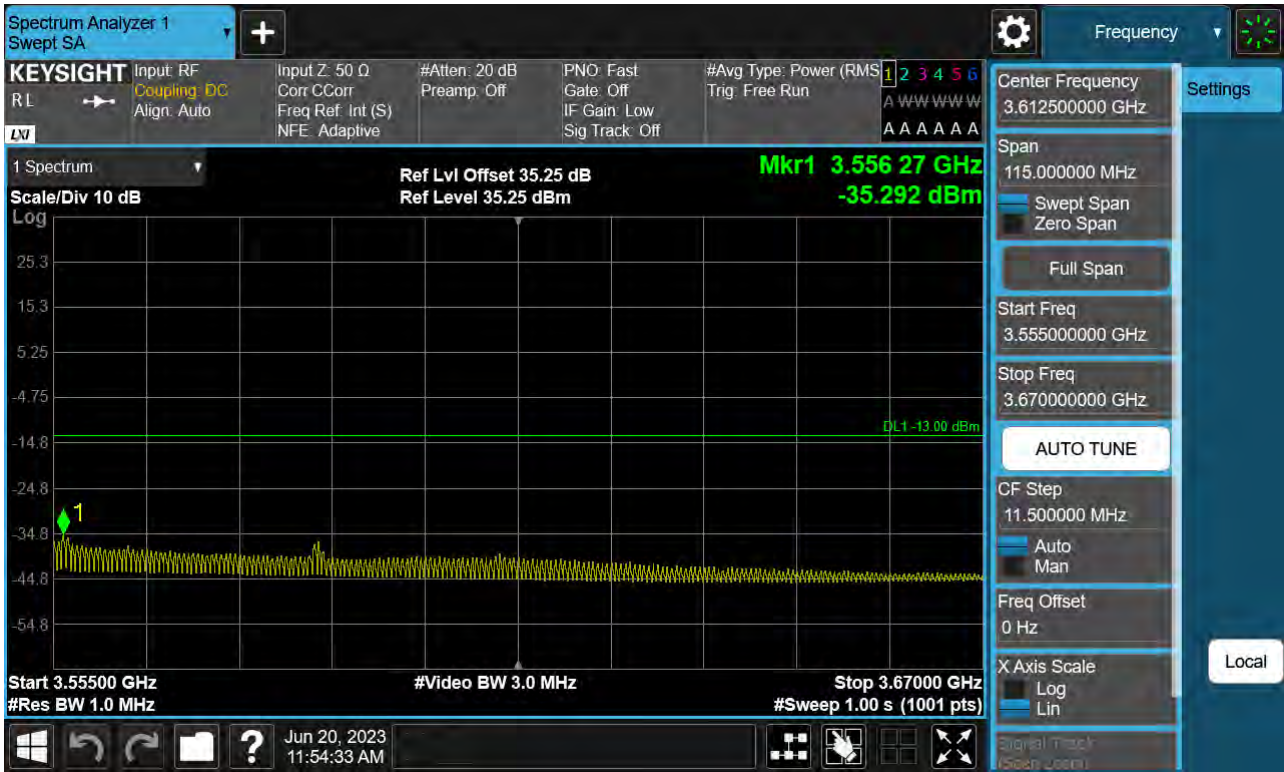 Spectrum Analyzer 1
Swept SA
+
Frequency
KEYSIGHT
RL
LXI
Input: RF
Coupling: DC
Align: Auto
Input Z: 50 Ω
Corr CCorr
Freq Ref: Int (S)
NFE: Adaptive
#Atten: 20 dB
Preamp: Off
PNO: Fast
Gate: Off
IF Gain: Low
Sig Track: Off
#Avg Type: Power (RMS
Trig: Free Run
1 2 3 4 5 6
A W W W W W
A A A A A A
1 Spectrum
Scale/Div 10 dB
Log
Ref Lvl Offset 35.25 dB
Ref Level 35.25 dBm
Mkr1 3.556 27 GHz
-35.292 dBm
25.3
15.3
5.25
-4.75
DL1 -13.00 dBm
-14.8
-24.8
1
-34.8
-44.8
-54.8
Start 3.55500 GHz
#Res BW 1.0 MHz
#Video BW 3.0 MHz
Stop 3.67000 GHz
#Sweep 1.00 s (1001 pts)
Center Frequency
3.612500000 GHz
Settings
Span
115.000000 MHz
Swept Span
Zero Span
Full Span
Start Freq
3.555000000 GHz
Stop Freq
3.670000000 GHz
AUTO TUNE
CF Step
11.500000 MHz
Auto
Man
Freq Offset
0 Hz
X Axis Scale
Log
Lin
Local
Signal Track
(Span Zoom)
?
Jun 20, 2023
11:54:33 AM